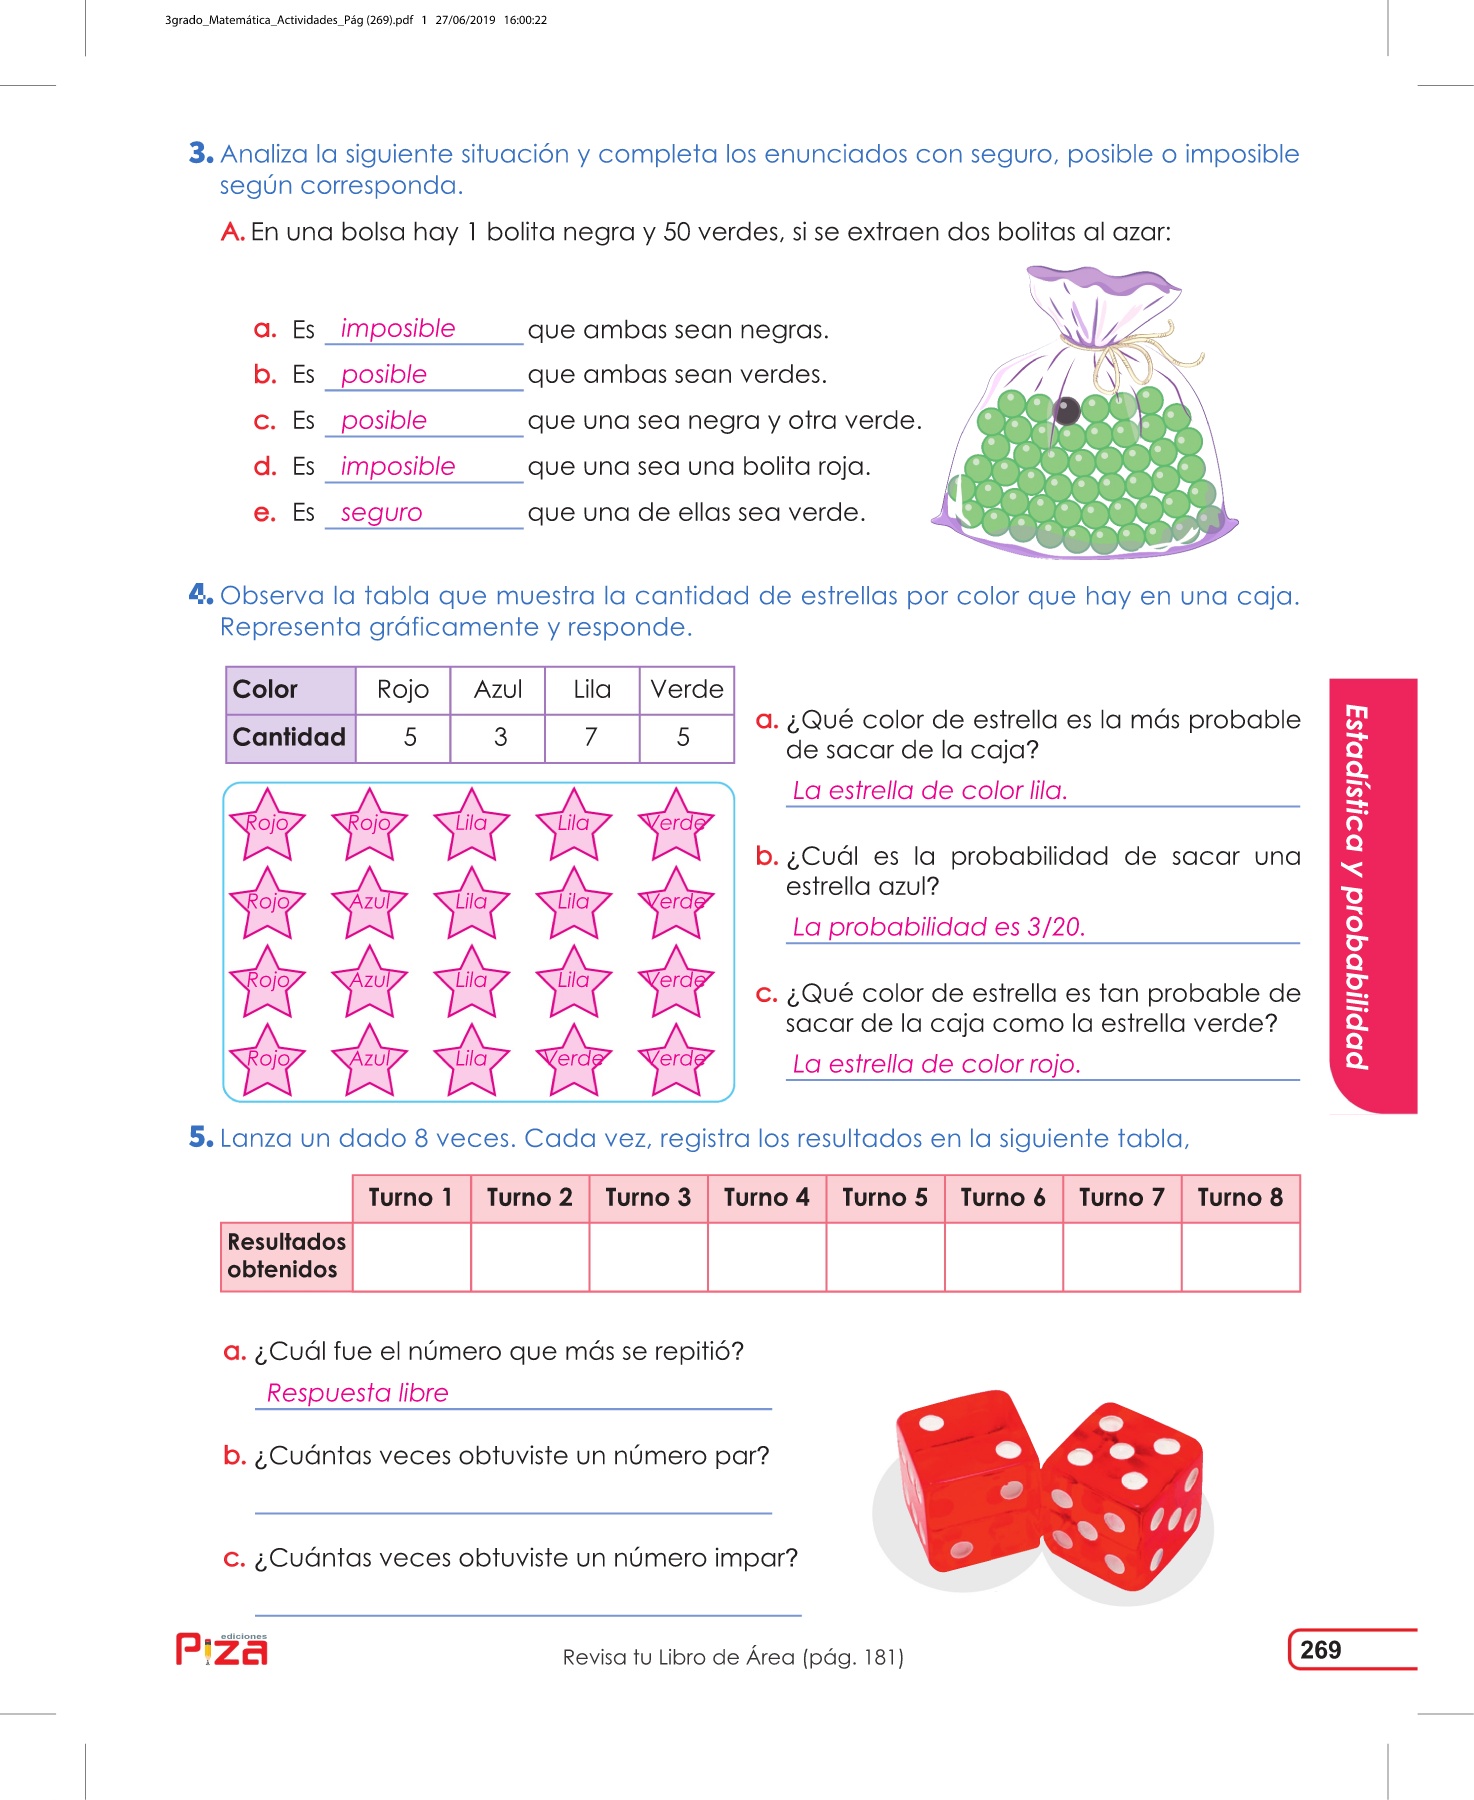 3grado_Matemática_Actividades_Pág (269).pdf 1 27/06/2019 16:00:22
3. Analiza la siguiente situación y completa los enunciados con seguro, posible o imposible
según corresponda.
A. En una bolsa hay 1 bolita negra y 50 verdes, si se extraen dos bolitas al azar:
a. Es imposible que ambas sean negras.
b. Es posible que ambas sean verdes.
c. Es posible que una sea negra y otra verde.
d. Es imposible que una sea una bolita roja.
e. Es seguro que una de ellas sea verde.
4. Observa la tabla que muestra la cantidad de estrellas por color que hay en una caja.
Representa gráficamente y responde.
Color Rojo Azul Lila Verde
Cantidad 5 3 7 5
Rojo Rojo Lila Lila Verde
Rojo Azul Lila Lila Verde
Rojo Azul Lila Lila Verde
Rojo Azul Lila Verde Verde
a. ¿Qué color de estrella es la más probable
de sacar de la caja?
La estrella de color lila.
b. ¿Cuál es la probabilidad de sacar una
estrella azul?
La probabilidad es 3/20.
c. ¿Qué color de estrella es tan probable de
sacar de la caja como la estrella verde?
La estrella de color rojo.
Estadística y probabilidad
5. Lanza un dado 8 veces. Cada vez, registra los resultados en la siguiente tabla,
Turno 1 Turno 2 Turno 3 Turno 4 Turno 5 Turno 6 Turno 7 Turno 8
Resultados
obtenidos
a. ¿Cuál fue el número que más se repitió?
Respuesta libre
b. ¿Cuántas veces obtuviste un número par?
c. ¿Cuántas veces obtuviste un número impar?
ediciones
Piza
Revisa tu Libro de Área (pág. 181)
269